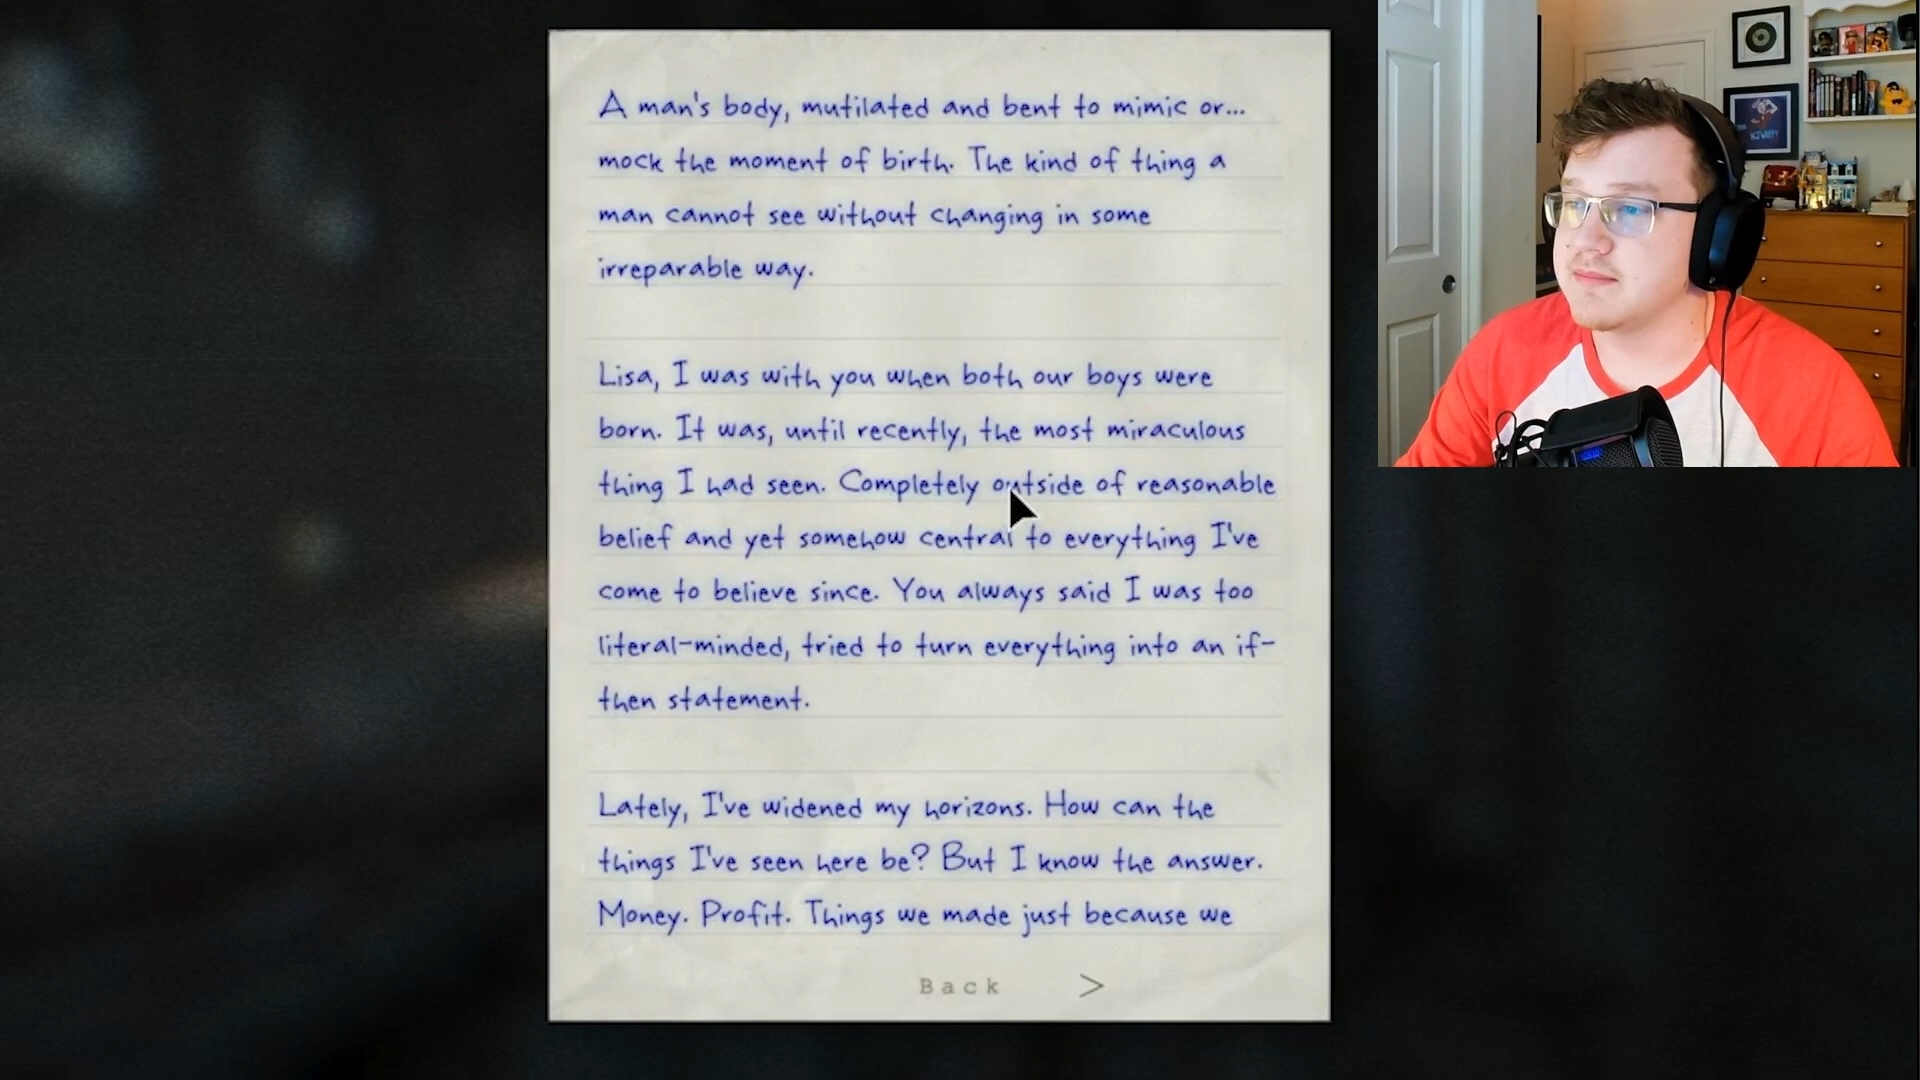 A man's body, mutilated and bent to mimic or...
mock the moment of birth. The kind of thing a
man cannot see without changing in some
irreparable way.
Lisa, I was with you when both our boys were
born. It was, until recently, the most miraculous
thing I had seen. Completely outside of reasonable
belief and yet somehow central to everything I've
come to believe since. You always said I was too
literal-minded, tried to turn everything into an if-
then statement.
Lately, I've widened my horizons. How can the
things I've seen here be? But I know the answer.
Money. Profit. Things we made just because we
Back >